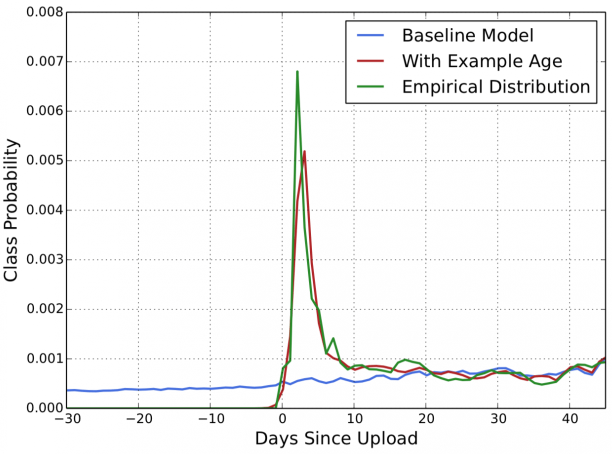 0.008
0.007
0.006
0.005
0.004
0.003
0.002
0.001
0.000
Class Probability
Baseline Model
With Example Age
Empirical Distribution
−30 −20 −10 0 10 20 30 40
Days Since Upload